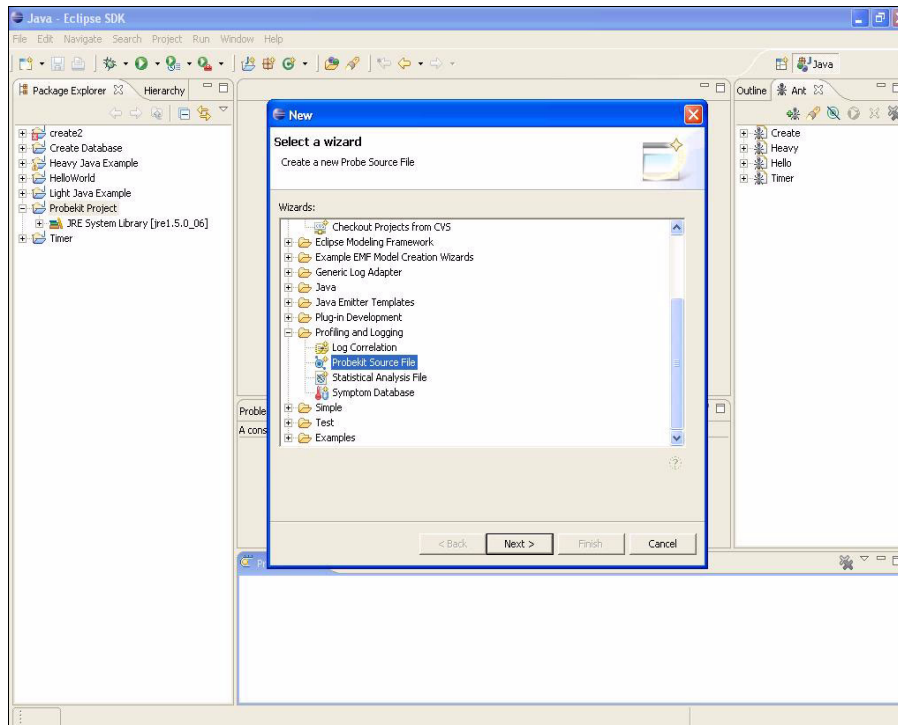 Java - Eclipse SDK
File Edit Navigate Search Project Run Window Help
Java
Package Explorer Hierarchy
create2
Create Database
Heavy Java Example
HelloWorld
Light Java Example
Probekit Project
JRE System Library [jre1.5.0_06]
Timer
New
Select a wizard
Create a new Probe Source File
Wizards:
Checkout Projects from CVS
Eclipse Modeling Framework
Example EMF Model Creation Wizards
Generic Log Adapter
Java
Java Emitter Templates
Plug-in Development
Profiling and Logging
Log Correlation
Probekit Source File
Statistical Analysis File
Symptom Database
Simple
Test
Examples
< Back Next > Finish Cancel
Outline Ant
Create
Heavy
Hello
Timer
Proble
A cons
Pr